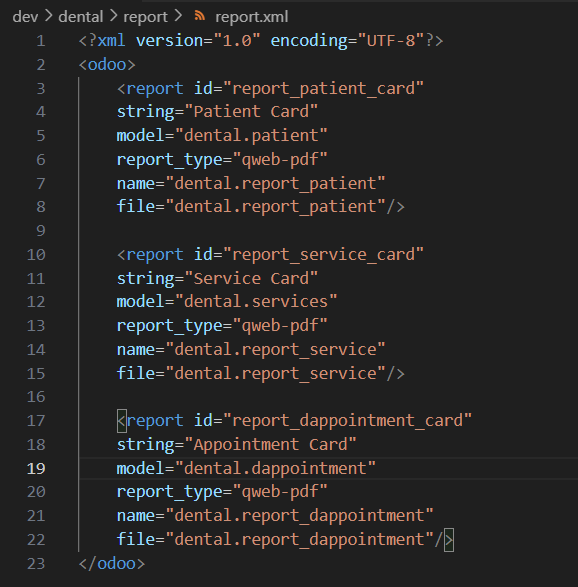 dev > dental > report > report.xml
1 <?xml version="1.0" encoding="UTF-8"?>
2 <odoo>
3     <report id="report_patient_card"
4     string="Patient Card"
5     model="dental.patient"
6     report_type="qweb-pdf"
7     name="dental.report_patient"
8     file="dental.report_patient"/>
9
10     <report id="report_service_card"
11     string="Service Card"
12     model="dental.services"
13     report_type="qweb-pdf"
14     name="dental.report_service"
15     file="dental.report_service"/>
16
17     <report id="report_dappointment_card"
18     string="Appointment Card"
19     model="dental.dappointment"
20     report_type="qweb-pdf"
21     name="dental.report_dappointment"
22     file="dental.report_dappointment"/>
23 </odoo>